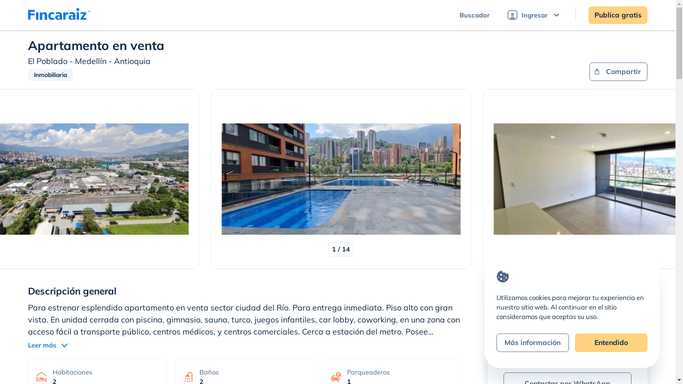 Fincaraiz
Buscador
Ingresar
Publica gratis
Apartamento en venta
El Poblado - Medellín - Antioquia
Inmobiliaria
Compartir
1 / 14
Descripción general
Para estrenar esplendido apartamento en venta sector ciudad del Río. Para entrega inmediata. Piso alto con gran
vista. En unidad cerrada con piscina, gimnasio, sauna, turco, juegos infantiles, car lobby, coworking, en una zona con
acceso fácil a transporte público, centros médicos, y centros comerciales. Cerca a estación del metro. Posee...
Leer más
Habitaciones
2
Baños
2
Parqueaderos
1
Utilizamos cookies para mejorar tu experiencia en
nuestro sitio web. Al continuar en el sitio
consideramos que aceptas su uso.
Más información
Entendido
Contactar por WhatsApp